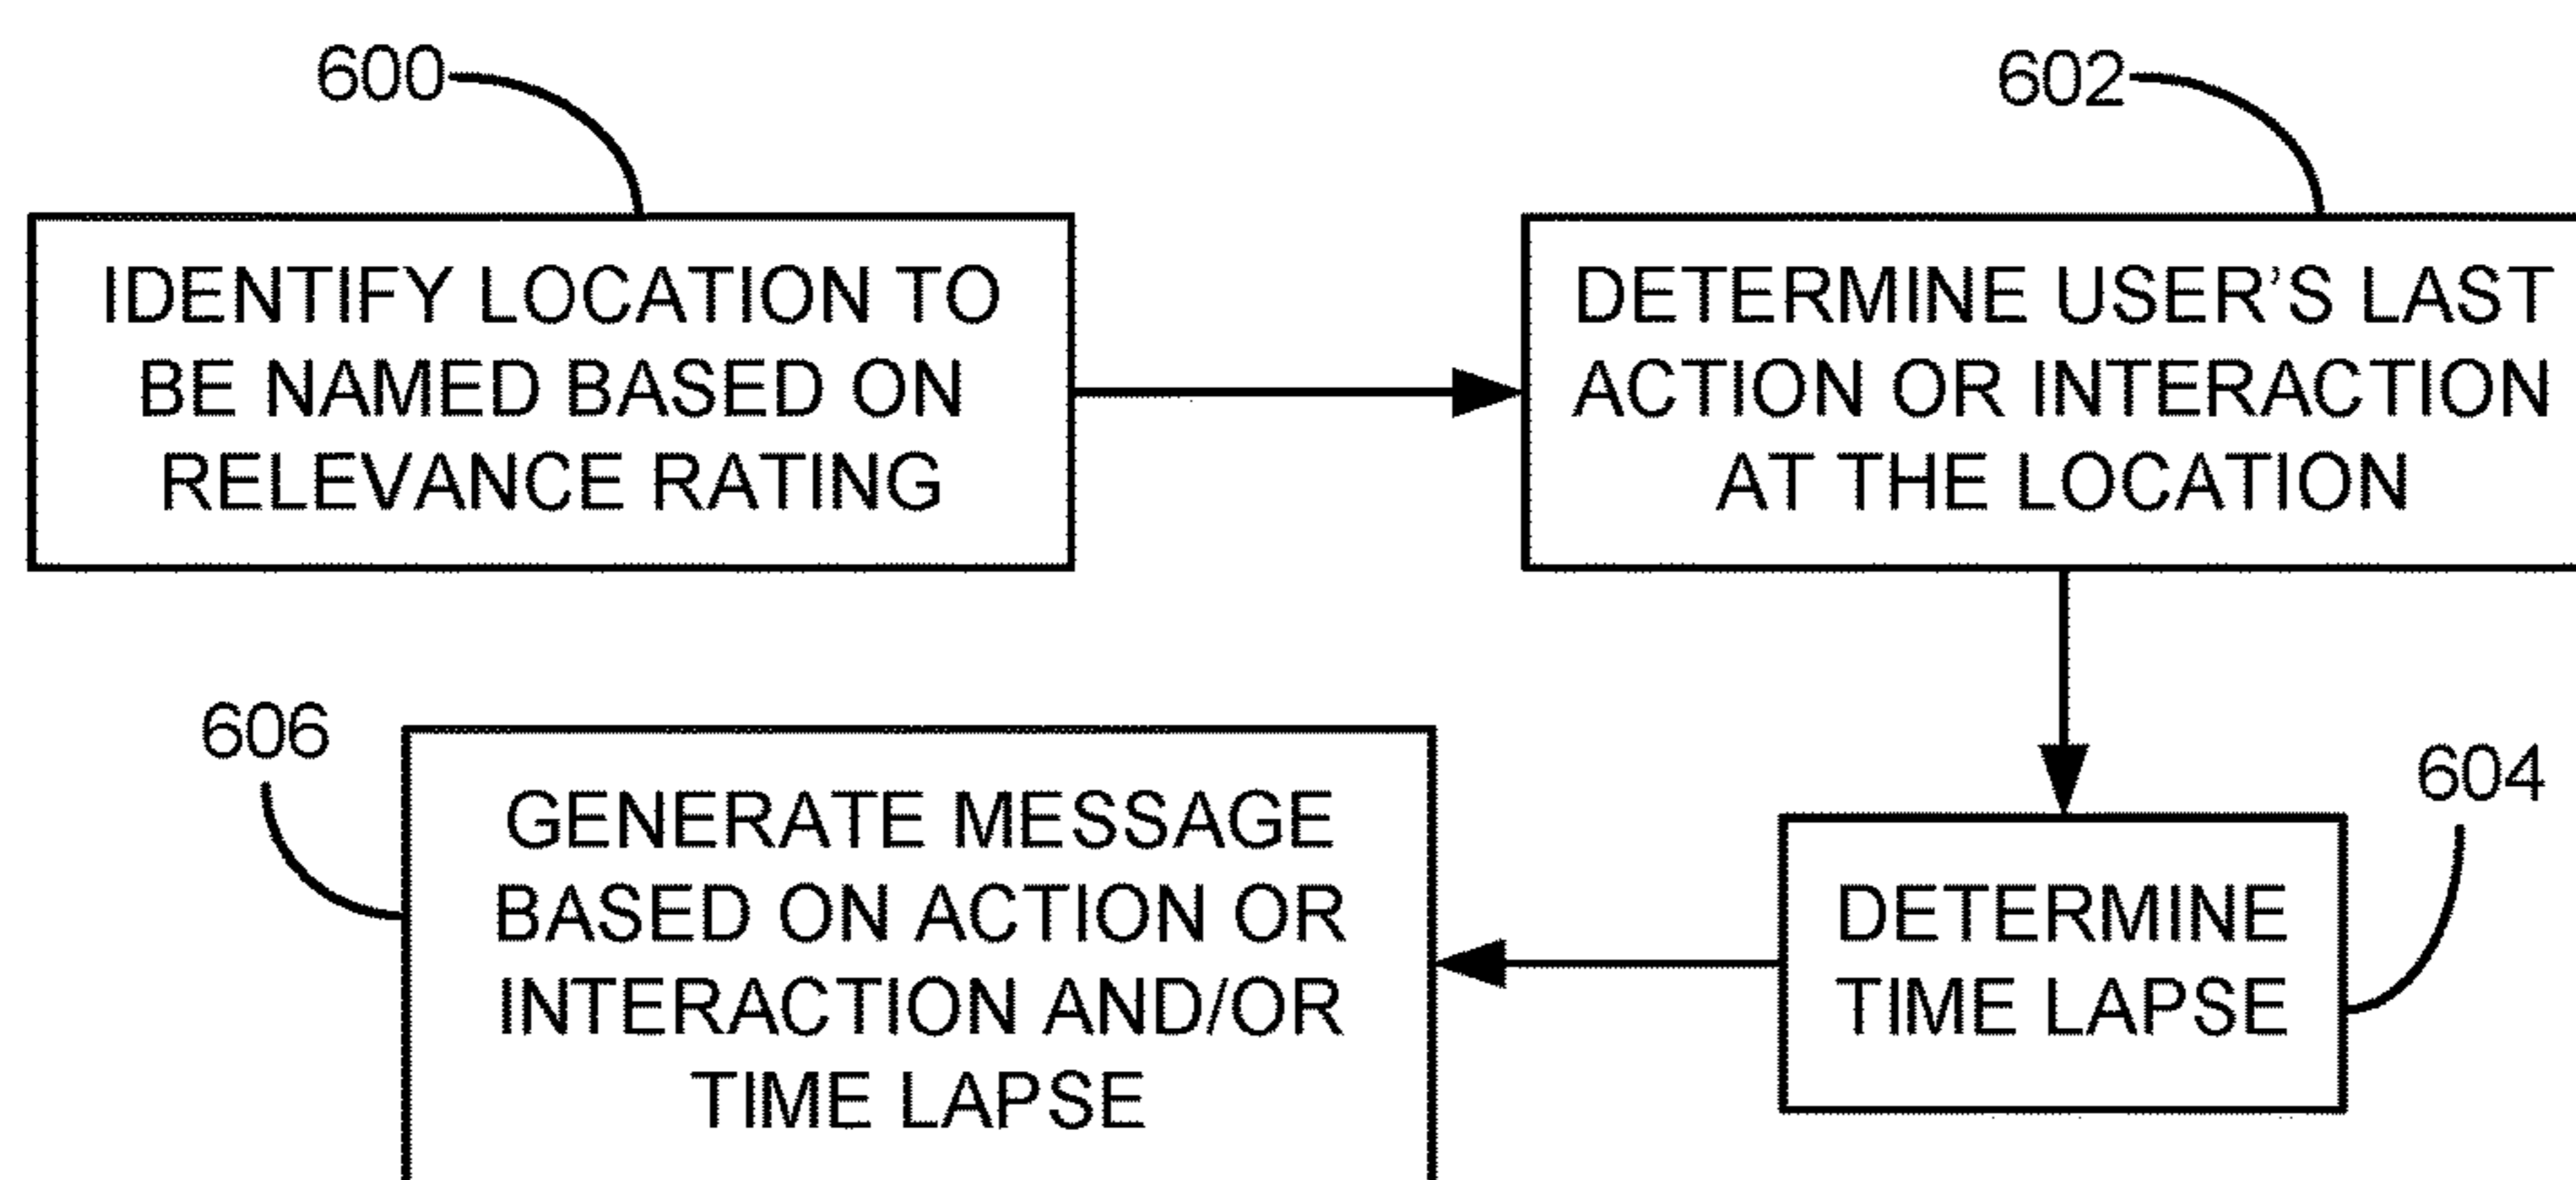 600
IDENTIFY LOCATION TO
BE NAMED BASED ON
RELEVANCE RATING
602
DETERMINE USER’S LAST
ACTION OR INTERACTION
AT THE LOCATION
604
DETERMINE
TIME LAPSE
606
GENERATE MESSAGE
BASED ON ACTION OR
INTERACTION AND/OR
TIME LAPSE